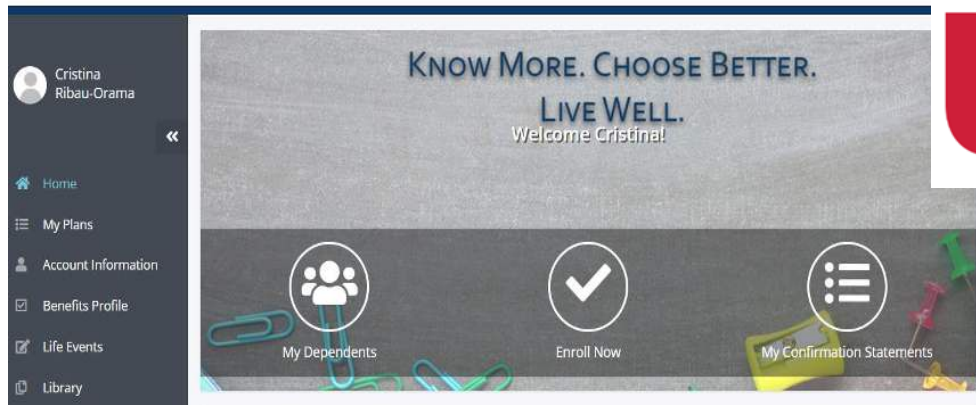 Cristina
Ribau-Orama
Home
My Plans
Account Information
Benefits Profile
Life Events
Library
KNOW MORE. CHOOSE BETTER.
LIVE WELL.
Welcome Cristina!
My Dependents
Enroll Now
My Confirmation Statements